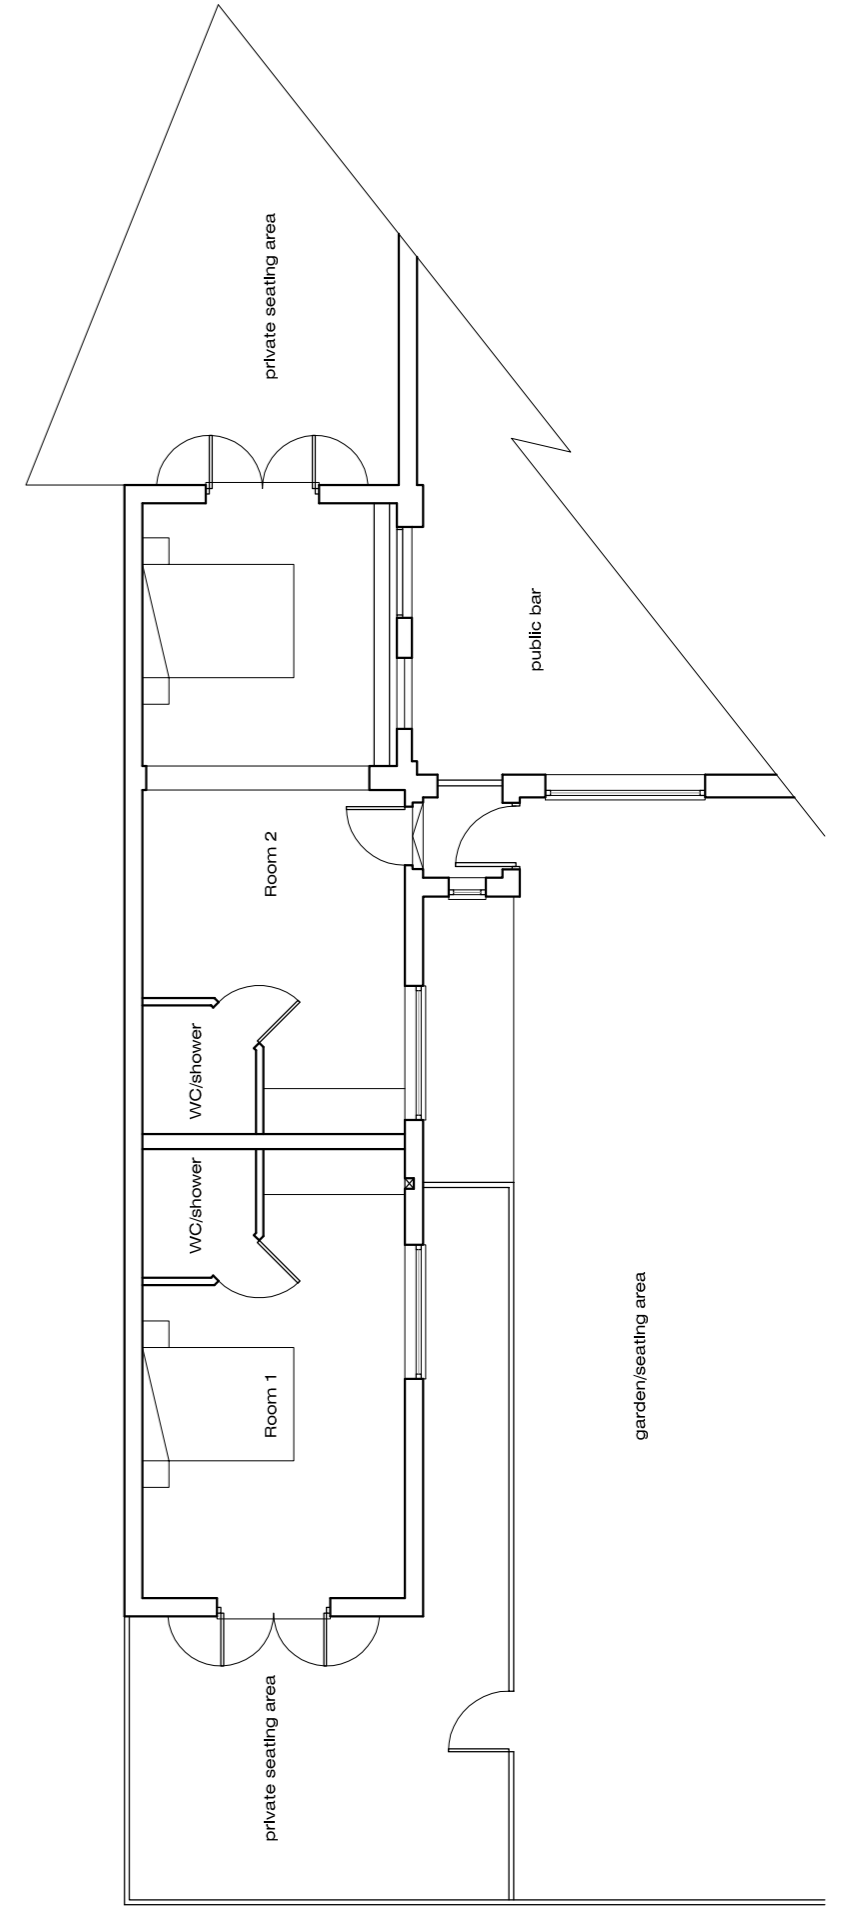 private seating area
public bar
Room 2
WC/shower
WC/shower
Room 1
garden/seating area
private seating area